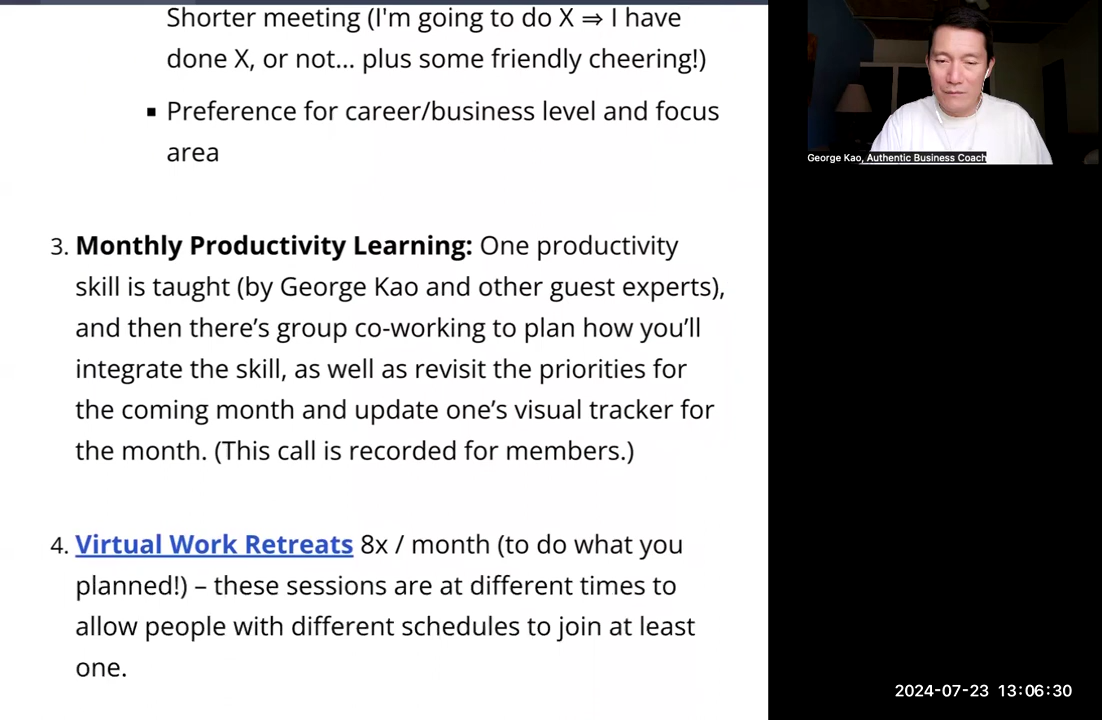 Shorter meeting (I'm going to do X ⇒ I have
done X, or not... plus some friendly cheering!)
▪ Preference for career/business level and focus
area
3. Monthly Productivity Learning: One productivity
skill is taught (by George Kao and other guest experts),
and then there’s group co-working to plan how you’ll
integrate the skill, as well as revisit the priorities for
the coming month and update one’s visual tracker for
the month. (This call is recorded for members.)
4. Virtual Work Retreats 8x / month (to do what you
planned!) – these sessions are at different times to
allow people with different schedules to join at least
one.
George Kao, Authentic Business Coach
2024-07-23 13:06:30